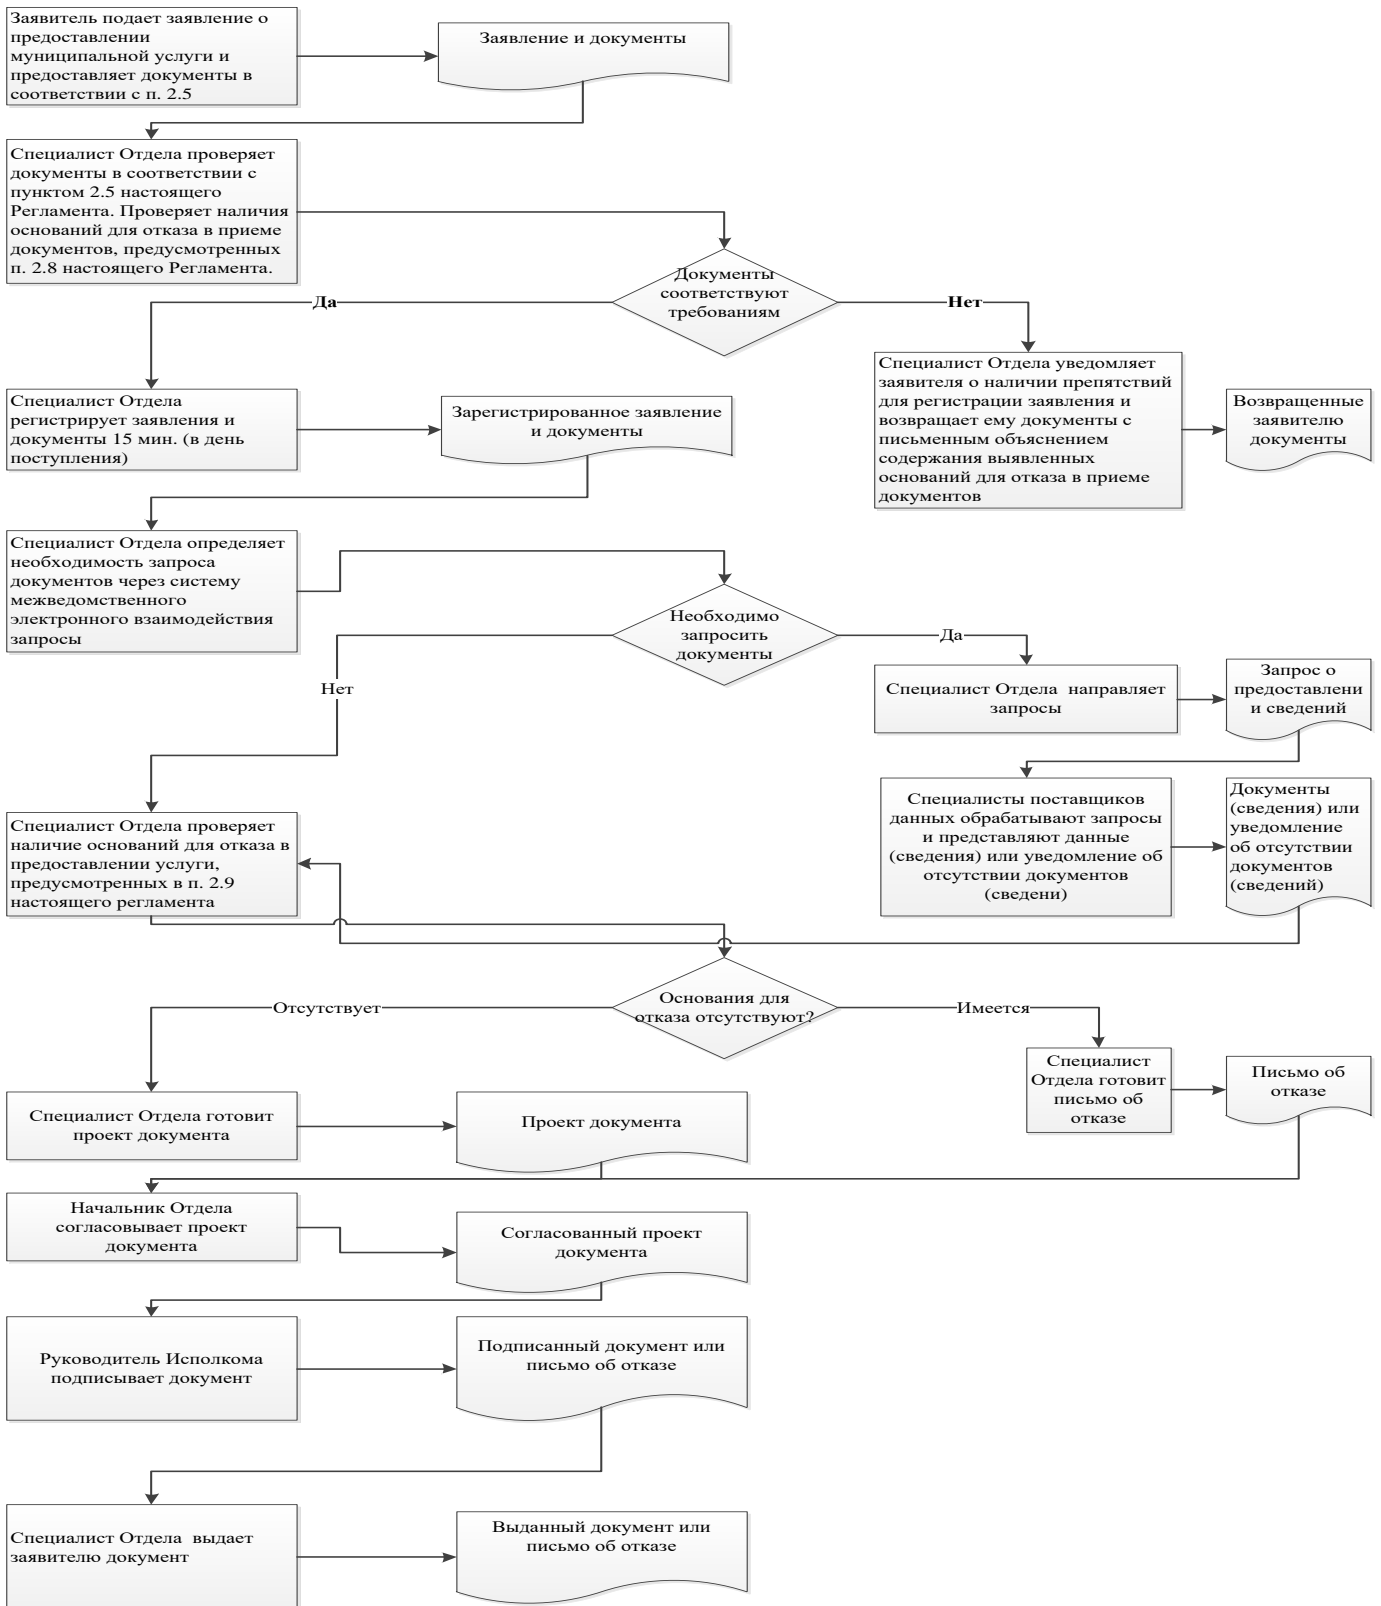 Заявитель подает заявление о
предоставлении
муниципальной услуги и
предоставляет документы в
соответствии с п. 2.5
Заявление и документы
Специалист Отдела проверяет
документы в соответствии с
пунктом 2.5 настоящего
Регламента. Проверяет наличия
оснований для отказа в приеме
документов, предусмотренных
п. 2.8 настоящего Регламента.
Документы
соответствуют
требованиям
Да
Нет
Специалист Отдела
регистрирует заявления и
документы 15 мин. (в день
поступления)
Зарегистрированное заявление
и документы
Специалист Отдела уведомляет
заявителя о наличии препятствий
для регистрации заявления и
возвращает ему документы с
письменным объяснением
содержания выявленных
оснований для отказа в приеме
документов
Возвращенные
заявителю
документы
Специалист Отдела определяет
необходимость запроса
документов через систему
межведомственного
электронного взаимодействия
запросы
Необходимо
запросить
документы
Да
Нет
Специалист Отдела  направляет
запросы
Запрос о
предоставлени
и сведений
Специалисты поставщиков
данных обрабатывают запросы
и представляют данные
(сведения) или уведомление об
отсутствии документов
(сведени)
Документы
(сведения) или
уведомление
об отсутствии
документов
(сведений)
Специалист Отдела проверяет
наличие оснований для отказа в
предоставлении услуги,
предусмотренных в п. 2.9
настоящего регламента
Основания для
отказа отсутствуют?
Отсутствует
Имеется
Специалист
Отдела готовит
письмо об
отказе
Письмо об
отказе
Специалист Отдела готовит
проект документа
Проект документа
Начальник Отдела
согласовывает проект
документа
Согласованный проект
документа
Руководитель Исполкома
подписывает документ
Подписанный документ или
письмо об отказе
Специалист Отдела  выдает
заявителю документ
Выданный документ или
письмо об отказе